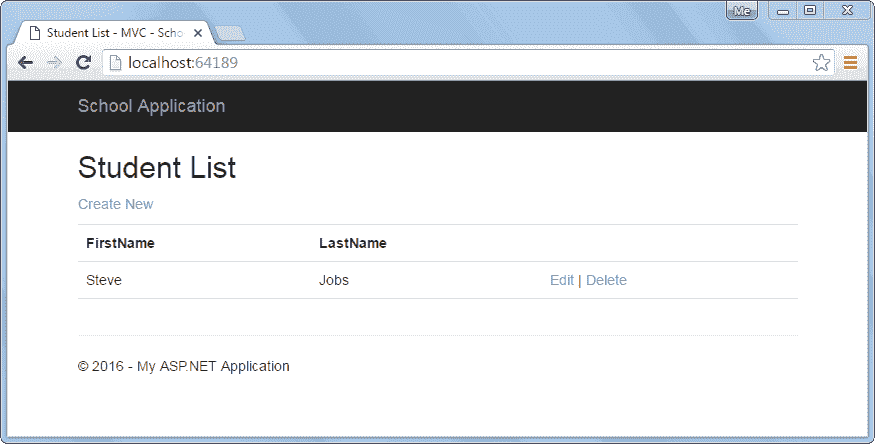 Me
Student List - MVC - Scho
localhost:64189
School Application
Student List
Create New
FirstName LastName
Steve Jobs Edit | Delete
© 2016 - My ASP.NET Application